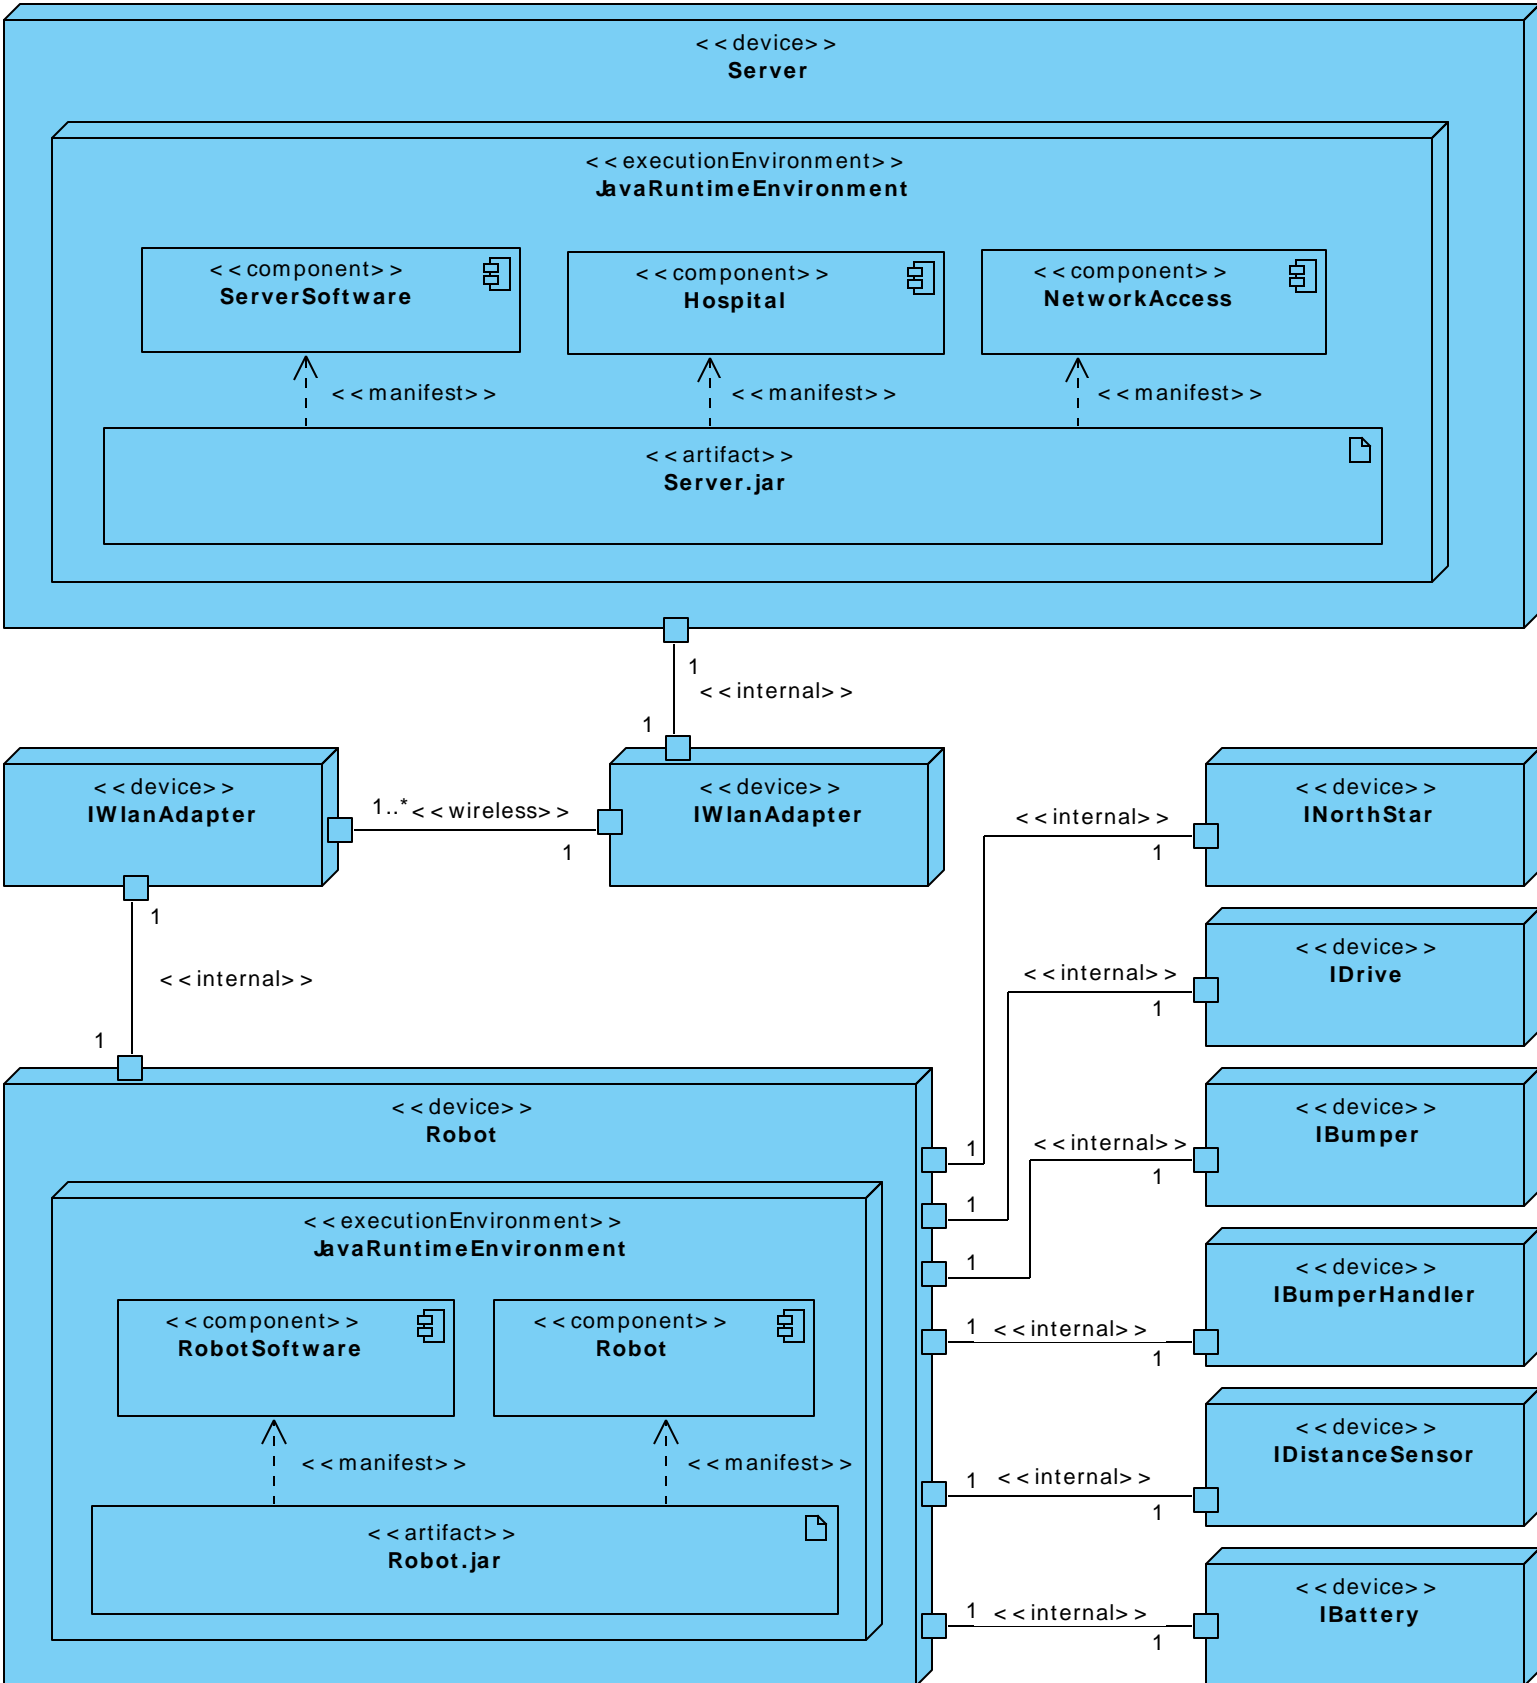 <<device>>
Server
<<executionEnvironment>>
JavaRuntimeEnvironment
<<component>>
ServerSoftware
<<component>>
Hospital
<<component>>
NetworkAccess
<<manifest>>
<<manifest>>
<<manifest>>
<<artifact>>
Server.jar
1
<<internal>>
1
<<device>>
IWlanAdapter
1..*
<<wireless>>
1
<<device>>
IWlanAdapter
<<internal>>
1
<<device>>
INorthStar
1
<<internal>>
1
<<internal>>
1
<<device>>
IDrive
<<device>>
Robot
<<executionEnvironment>>
JavaRuntimeEnvironment
<<component>>
RobotSoftware
<<component>>
Robot
<<manifest>>
<<manifest>>
<<artifact>>
Robot.jar
1
1
1
<<internal>>
1
<<device>>
IBumper
1
<<internal>>
1
<<device>>
IBumperHandler
1
<<internal>>
1
<<device>>
IDistanceSensor
1
<<internal>>
1
<<device>>
IBattery